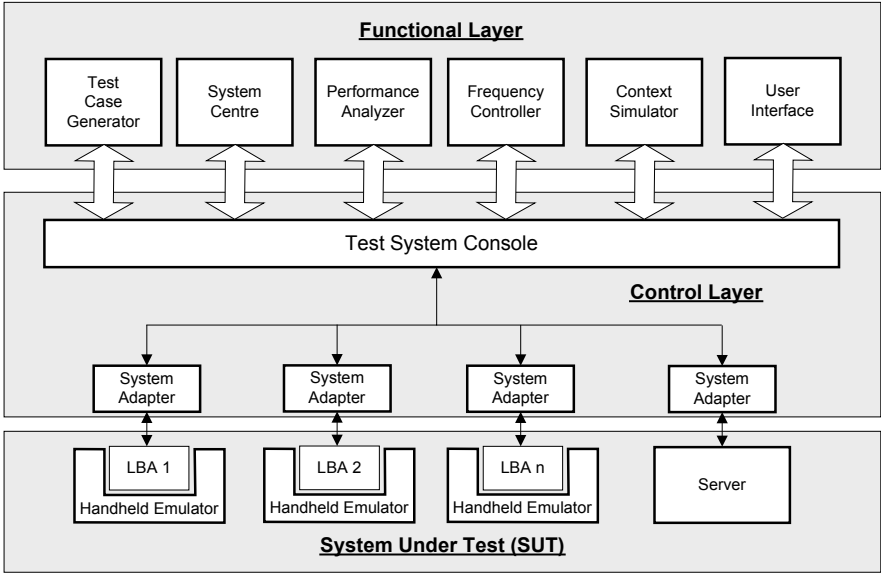 Functional Layer
Test
Case
Generator
System
Centre
Performance
Analyzer
Frequency
Controller
Context
Simulator
User
Interface
Test System Console
Control Layer
System
Adapter
System
Adapter
System
Adapter
System
Adapter
LBA 1
Handheld Emulator
LBA 2
Handheld Emulator
LBA n
Handheld Emulator
Server
System Under Test (SUT)